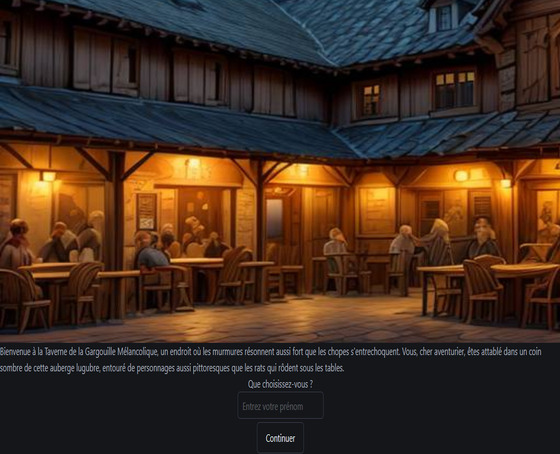 Bienvenue à la Taverne de la Gargouille Mélancolique, un endroit où les murmures résonnent aussi fort que les chopes s'entrechoquent. Vous, cher aventurier, êtes attablé dans un coin
sombre de cette auberge lugubre, entouré de personnages aussi pittoresques que les rats qui rôdent sous les tables.
Que choisissez-vous ?
Entrez votre prénom
Continuer